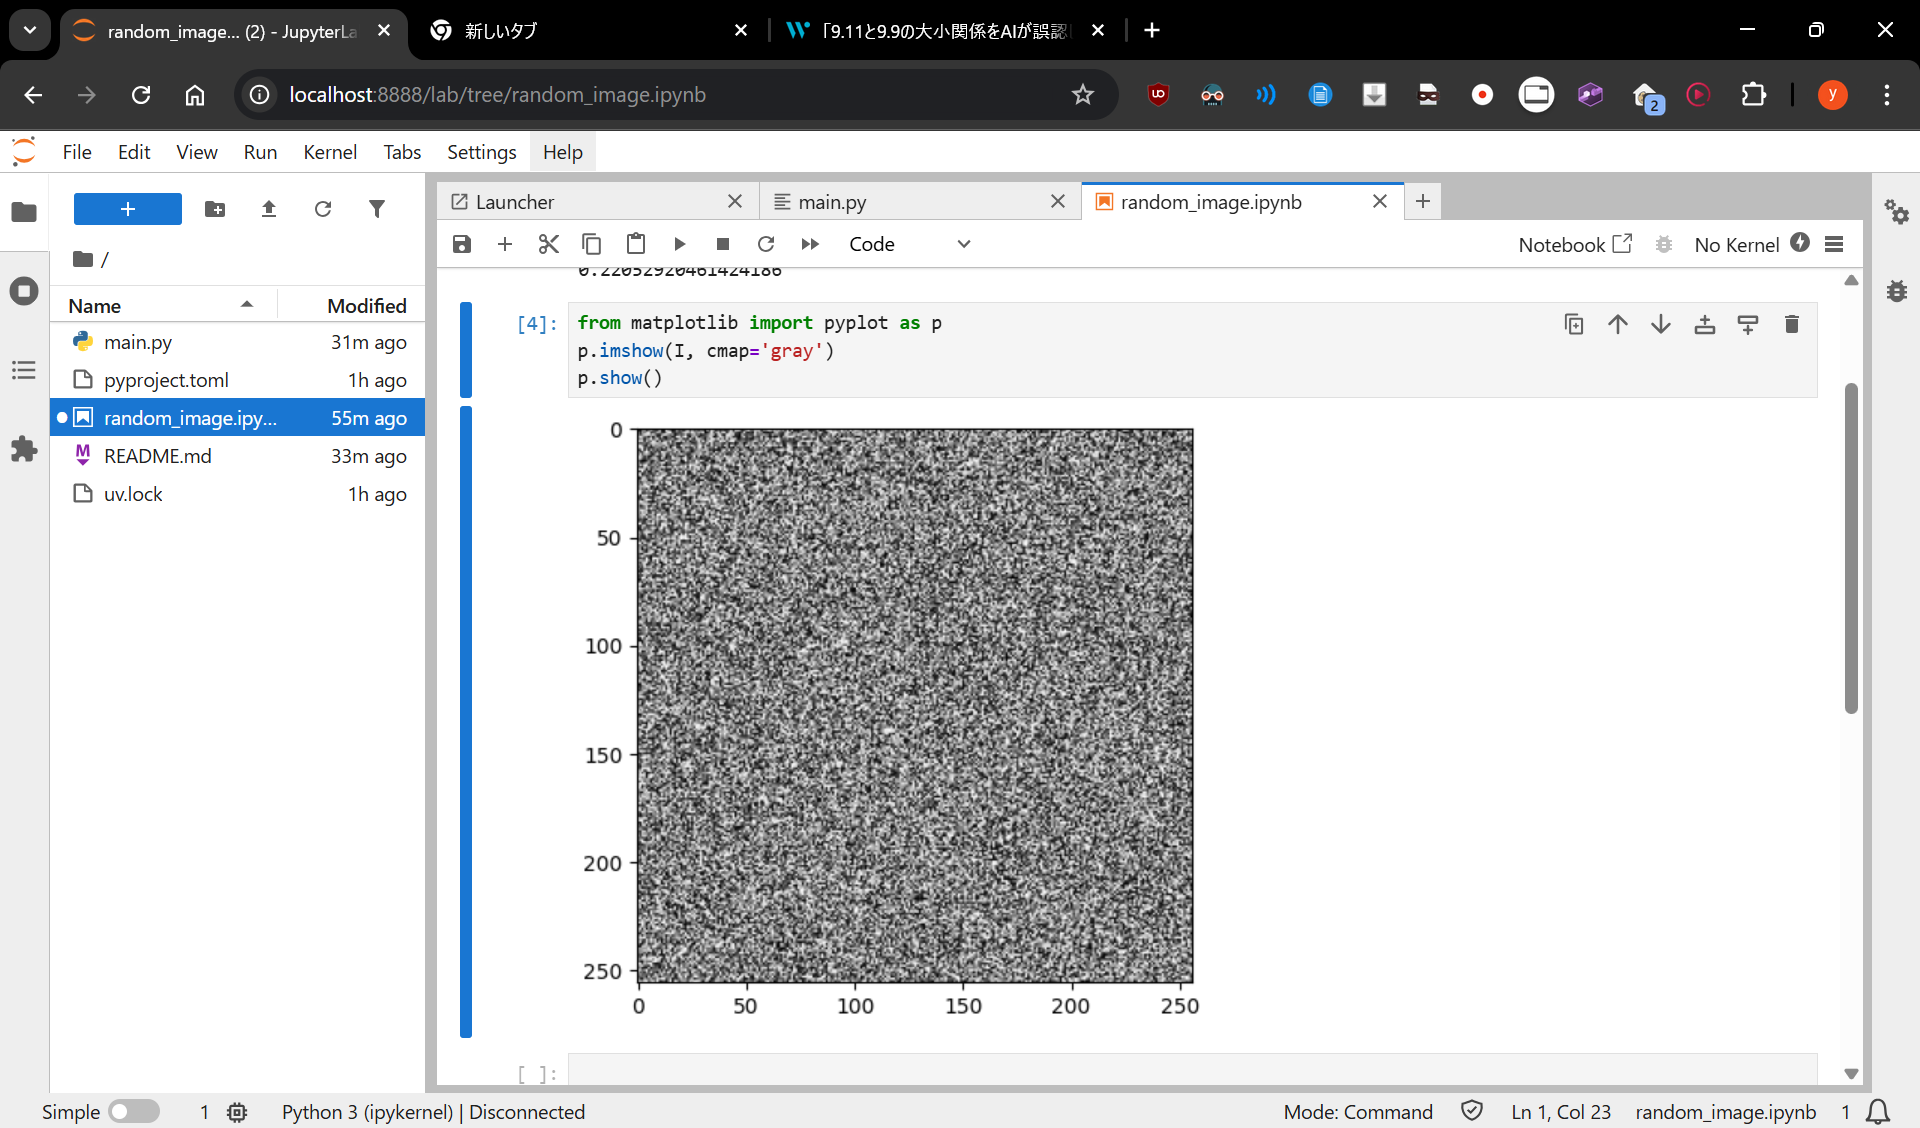 random_image... (2) - JupyterLa
新しいタブ
「9.11と9.9の大小関係をAIが誤認
localhost:8888/lab/tree/random_image.ipynb
2
y
File Edit View Run Kernel Tabs Settings Help
Launcher
main.py
random_image.ipynb
Code
Notebook
No Kernel
/
Name Modified
main.py 31m ago
pyproject.toml 1h ago
random_image.ipy... 55m ago
README.md 33m ago
uv.lock 1h ago
0.22052920461424186
[4]: from matplotlib import pyplot as p
p.imshow(I, cmap='gray')
p.show()
0
50
100
150
200
250
0 50 100 150 200 250
[ ]:
Simple 1 Python 3 (ipykernel) | Disconnected Mode: Command Ln 1, Col 23 random_image.ipynb 1